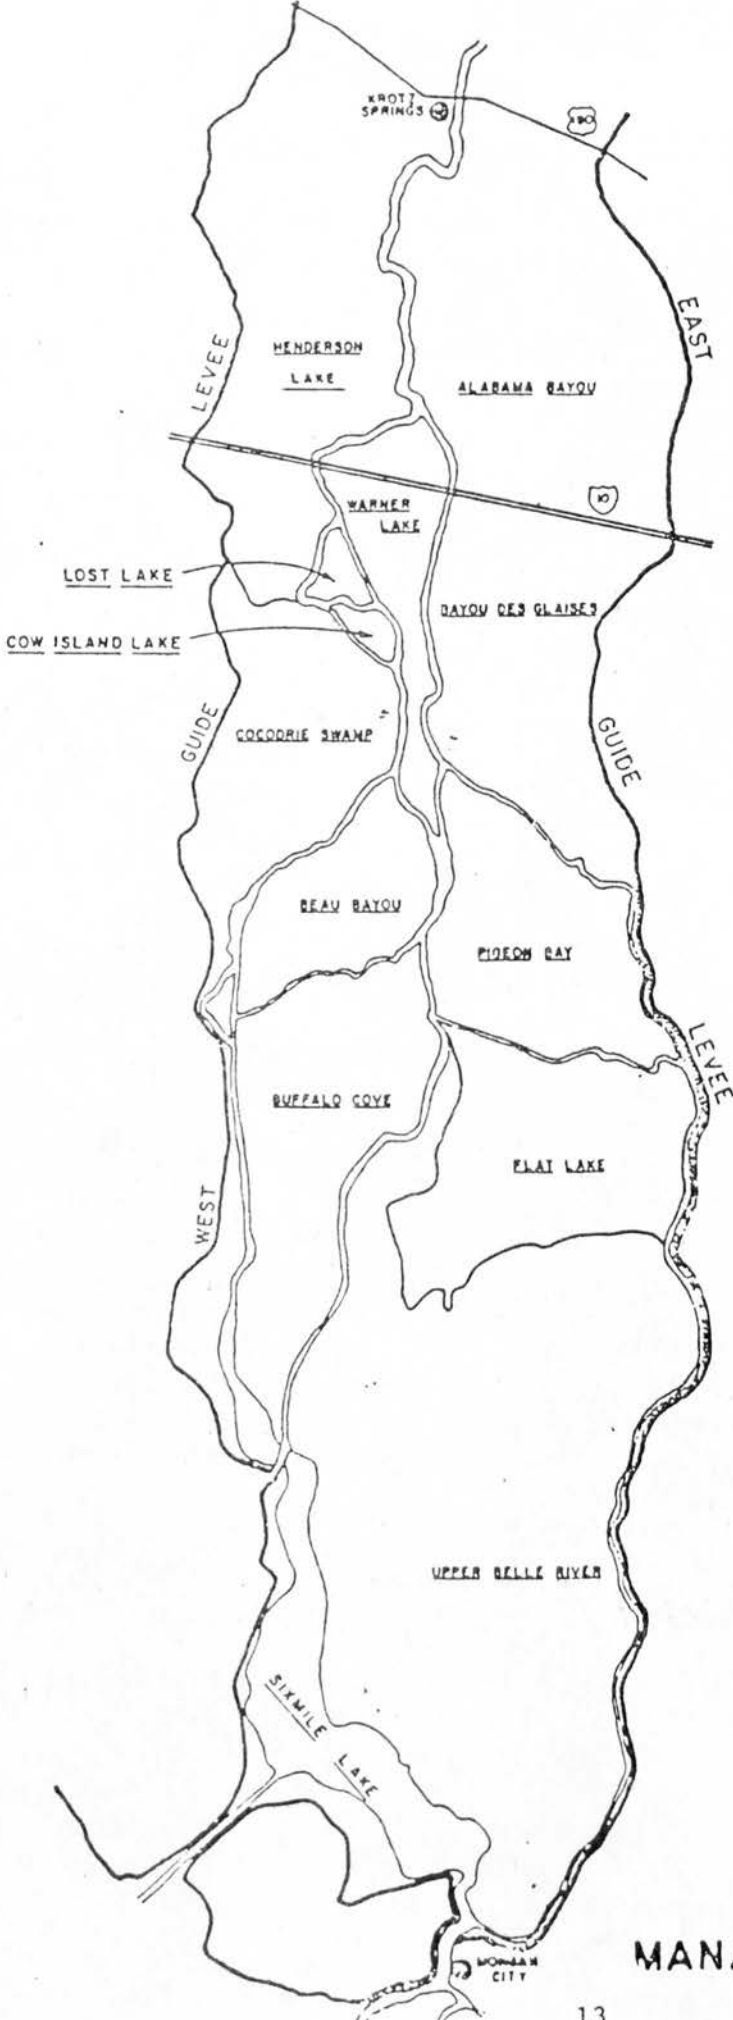 KROTZ
SPRINGS
190
EAST
LEVEE
HENDERSON
LAKE
ALABAMA BAYOU
10
WARNER
LAKE
LOST LAKE
BAYOU DES GLAISES
COW ISLAND LAKE
GUIDE
COCODRIE SWAMP
GUIDE
BEAU BAYOU
PIGEON BAY
LEVEE
BUFFALO COVE
FLAT LAKE
WEST
UPPER BELLE RIVER
SIXMILE LAKE
MORGAN
CITY
MANA
13